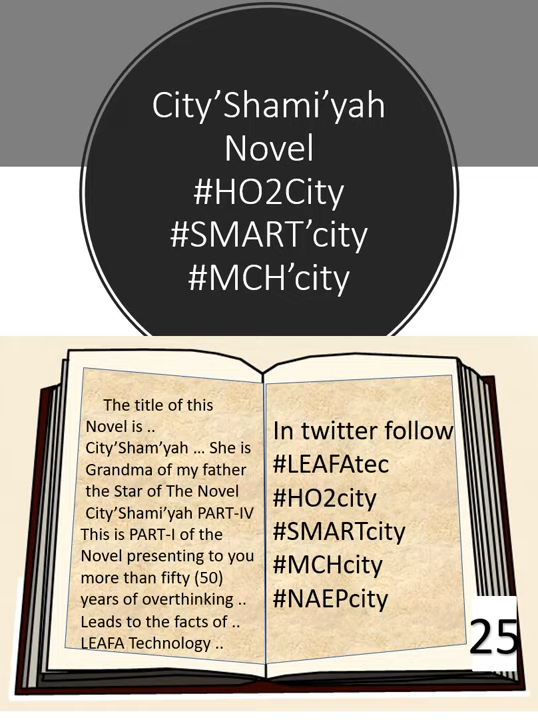 City’Shami’yah
Novel
#HO2City
#SMART’city
#MCH’city
The title of this
Novel is ..
City’Sham’yah ... She is
Grandma of my father
the Star of The Novel
City’Shami’yah PART-IV
This is PART-I of the
Novel presenting to you
more than fifty (50)
years of overthinking ..
Leads to the facts of ..
LEAFA Technology ..
In twitter follow
#LEAFAtec
#HO2city
#SMARTcity
#MCHcity
#NAEPcity
25